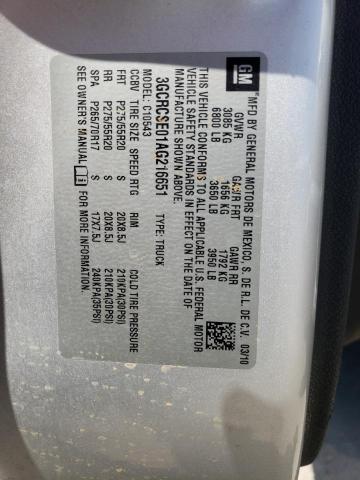 GM
MFD BY GENERAL MOTORS DE MEXICO, S. DE R.L. DE C.V. 03/10
GVWR GAWR FRT GAWR RR
3085 KG 1656 KG 1792 KG
6800 LB 3650 LB 3950 LB
THIS VEHICLE CONFORMS TO ALL APPLICABLE U.S. FEDERAL MOTOR
VEHICLE SAFETY STANDARDS IN EFFECT ON THE DATE OF
MANUFACTURE SHOWN ABOVE.
3GCRCSE01AG216651 TYPE: TRUCK
MODEL: C10543
CCBV TIRE SIZE SPEED RTG RIM COLD TIRE PRESSURE
FRT P275/55R20 S 20X8.5J 210KPA(30PSI)
RR P275/55R20 S 20X8.5J 210KPA(30PSI)
SPA P265/70R17 S 17X7.5J 240KPA(35PSI)
SEE OWNER'S MANUAL